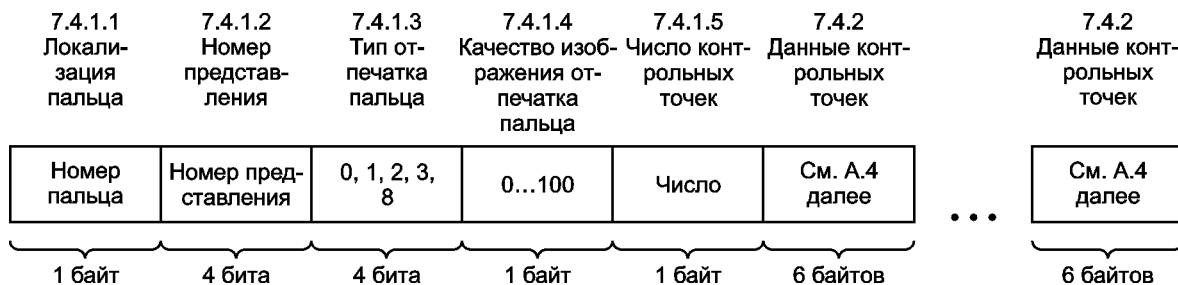 7.4.1.1 7.4.1.2 7.4.1.3 7.4.1.4 7.4.1.5 7.4.2 7.4.2
Локали- Номер Тип от- Качество изоб- Число конт- Данные конт- Данные конт-
зация представ- печатка ражения от- рольных рольных рольных
пальца ления пальца печатка точек точек точек
пальца
Номер Номер пред- 0, 1, 2, 3, 0...100 Число См. А.4 См. А.4
пальца ставления 8 далее ... далее
1 байт 4 бита 4 бита 1 байт 1 байт 6 байтов 6 байтов